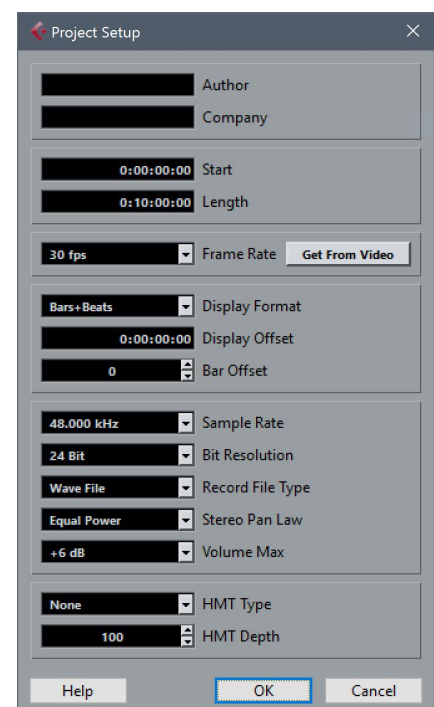 Project Setup
Author
Company
0:00:00:00 Start
0:10:00:00 Length
30 fps Frame Rate Get From Video
Bars+Beats Display Format
0:00:00:00 Display Offset
0 Bar Offset
48.000 kHz Sample Rate
24 Bit Bit Resolution
Wave File Record File Type
Equal Power Stereo Pan Law
+6 dB Volume Max
None HMT Type
100 HMT Depth
Help OK Cancel